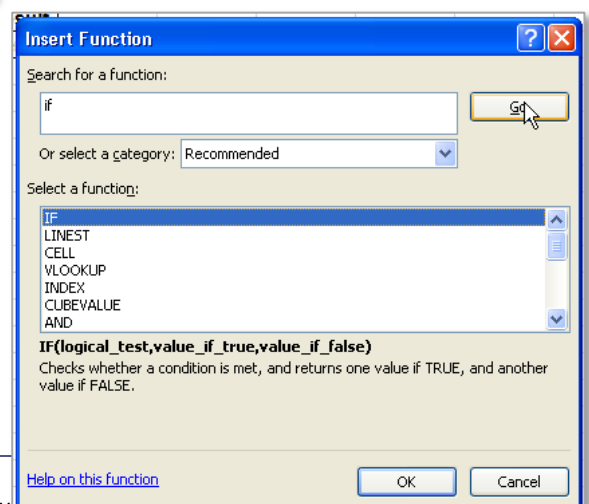 Insert Function
Search for a function:
if
Go
Or select a category: Recommended
Select a function:
IF
LINEST
CELL
VLOOKUP
INDEX
CUBEVALUE
AND
IF(logical_test,value_if_true,value_if_false)
Checks whether a condition is met, and returns one value if TRUE, and another
value if FALSE.
Help on this function
OK
Cancel